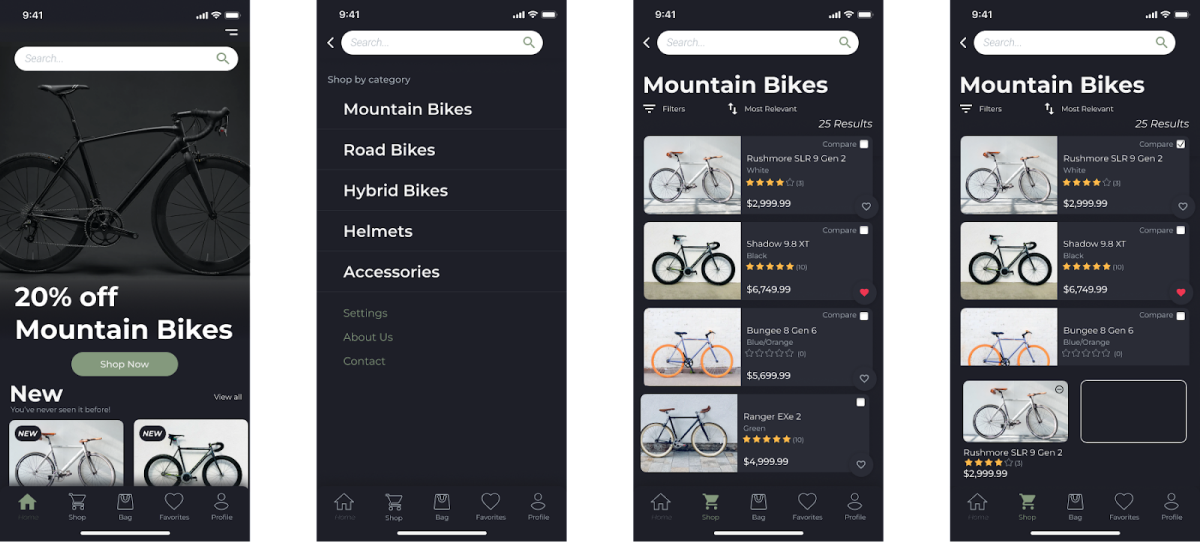 9:41
Search...
20% off
Mountain Bikes
Shop Now
New
View all
You've never seen it before!
NEW
NEW
Home
Shop
Bag
Favorites
Profile
9:41
Search...
Shop by category
Mountain Bikes
Road Bikes
Hybrid Bikes
Helmets
Accessories
Settings
About Us
Contact
Home
Shop
Bag
Favorites
Profile
9:41
Search...
Mountain Bikes
Filters
Most Relevant
25 Results
Compare
Rushmore SLR 9 Gen 2
White
(3)
$2,999.99
Compare
Shadow 9.8 XT
Black
(10)
$6,749.99
Compare
Bungee 8 Gen 6
Blue/Orange
(0)
$5,699.99
Ranger EXe 2
Green
(10)
$4,999.99
Home
Shop
Bag
Favorites
Profile
9:41
Search...
Mountain Bikes
Filters
Most Relevant
25 Results
Compare
Rushmore SLR 9 Gen 2
White
(3)
$2,999.99
Compare
Shadow 9.8 XT
Black
(10)
$6,749.99
Compare
Bungee 8 Gen 6
Blue/Orange
(0)
Rushmore SLR 9 Gen 2
(3)
$2,999.99
Home
Shop
Bag
Favorites
Profile